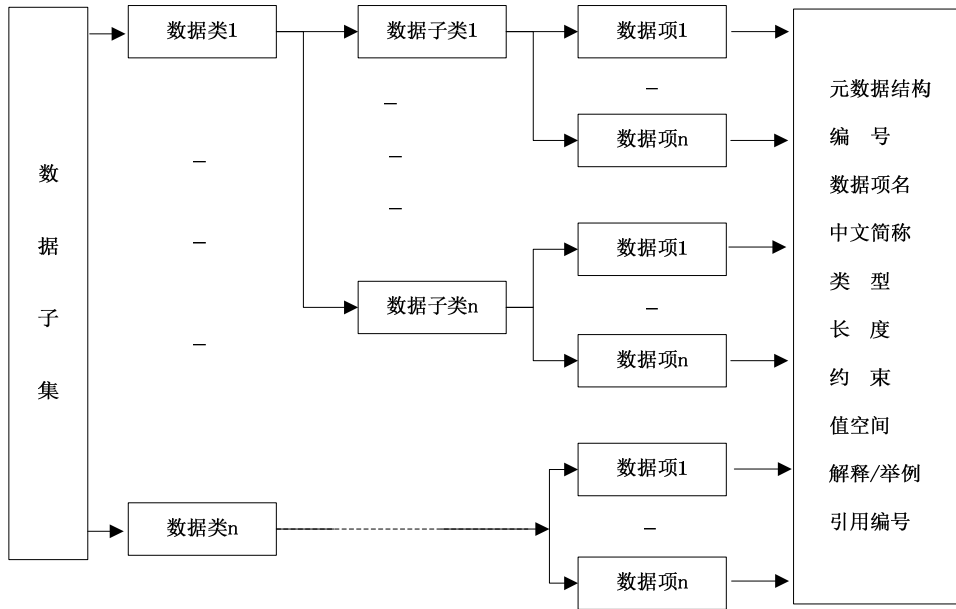 数据子集
数据类1
数据类n
数据子类1
数据子类n
数据项1
数据项n
数据项1
数据项n
数据项1
数据项n
元数据结构
编 号
数据项名
中文简称
类 型
长 度
约 束
值空间
解释/举例
引用编号